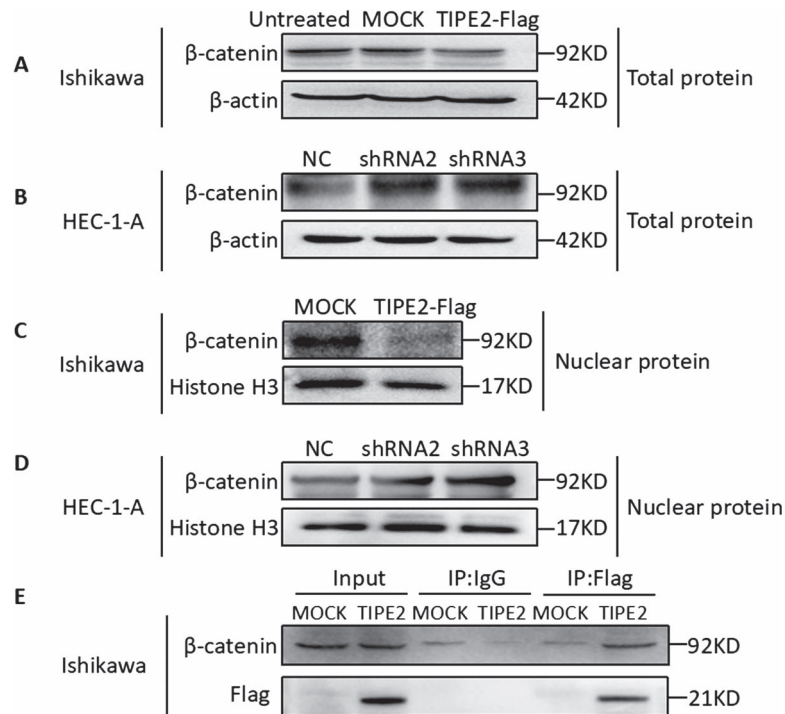 Untreated MOCK TIPE2-Flag
A
Ishikawa
β-catenin
92KD
β-actin
42KD
Total protein
NC shRNA2 shRNA3
B
HEC-1-A
β-catenin
92KD
β-actin
42KD
Total protein
MOCK TIPE2-Flag
C
Ishikawa
β-catenin
92KD
Histone H3
17KD
Nuclear protein
NC shRNA2 shRNA3
D
HEC-1-A
β-catenin
92KD
Histone H3
17KD
Nuclear protein
E
Input IP:IgG IP:Flag
MOCK TIPE2 MOCK TIPE2 MOCK TIPE2
Ishikawa
β-catenin
92KD
Flag
21KD